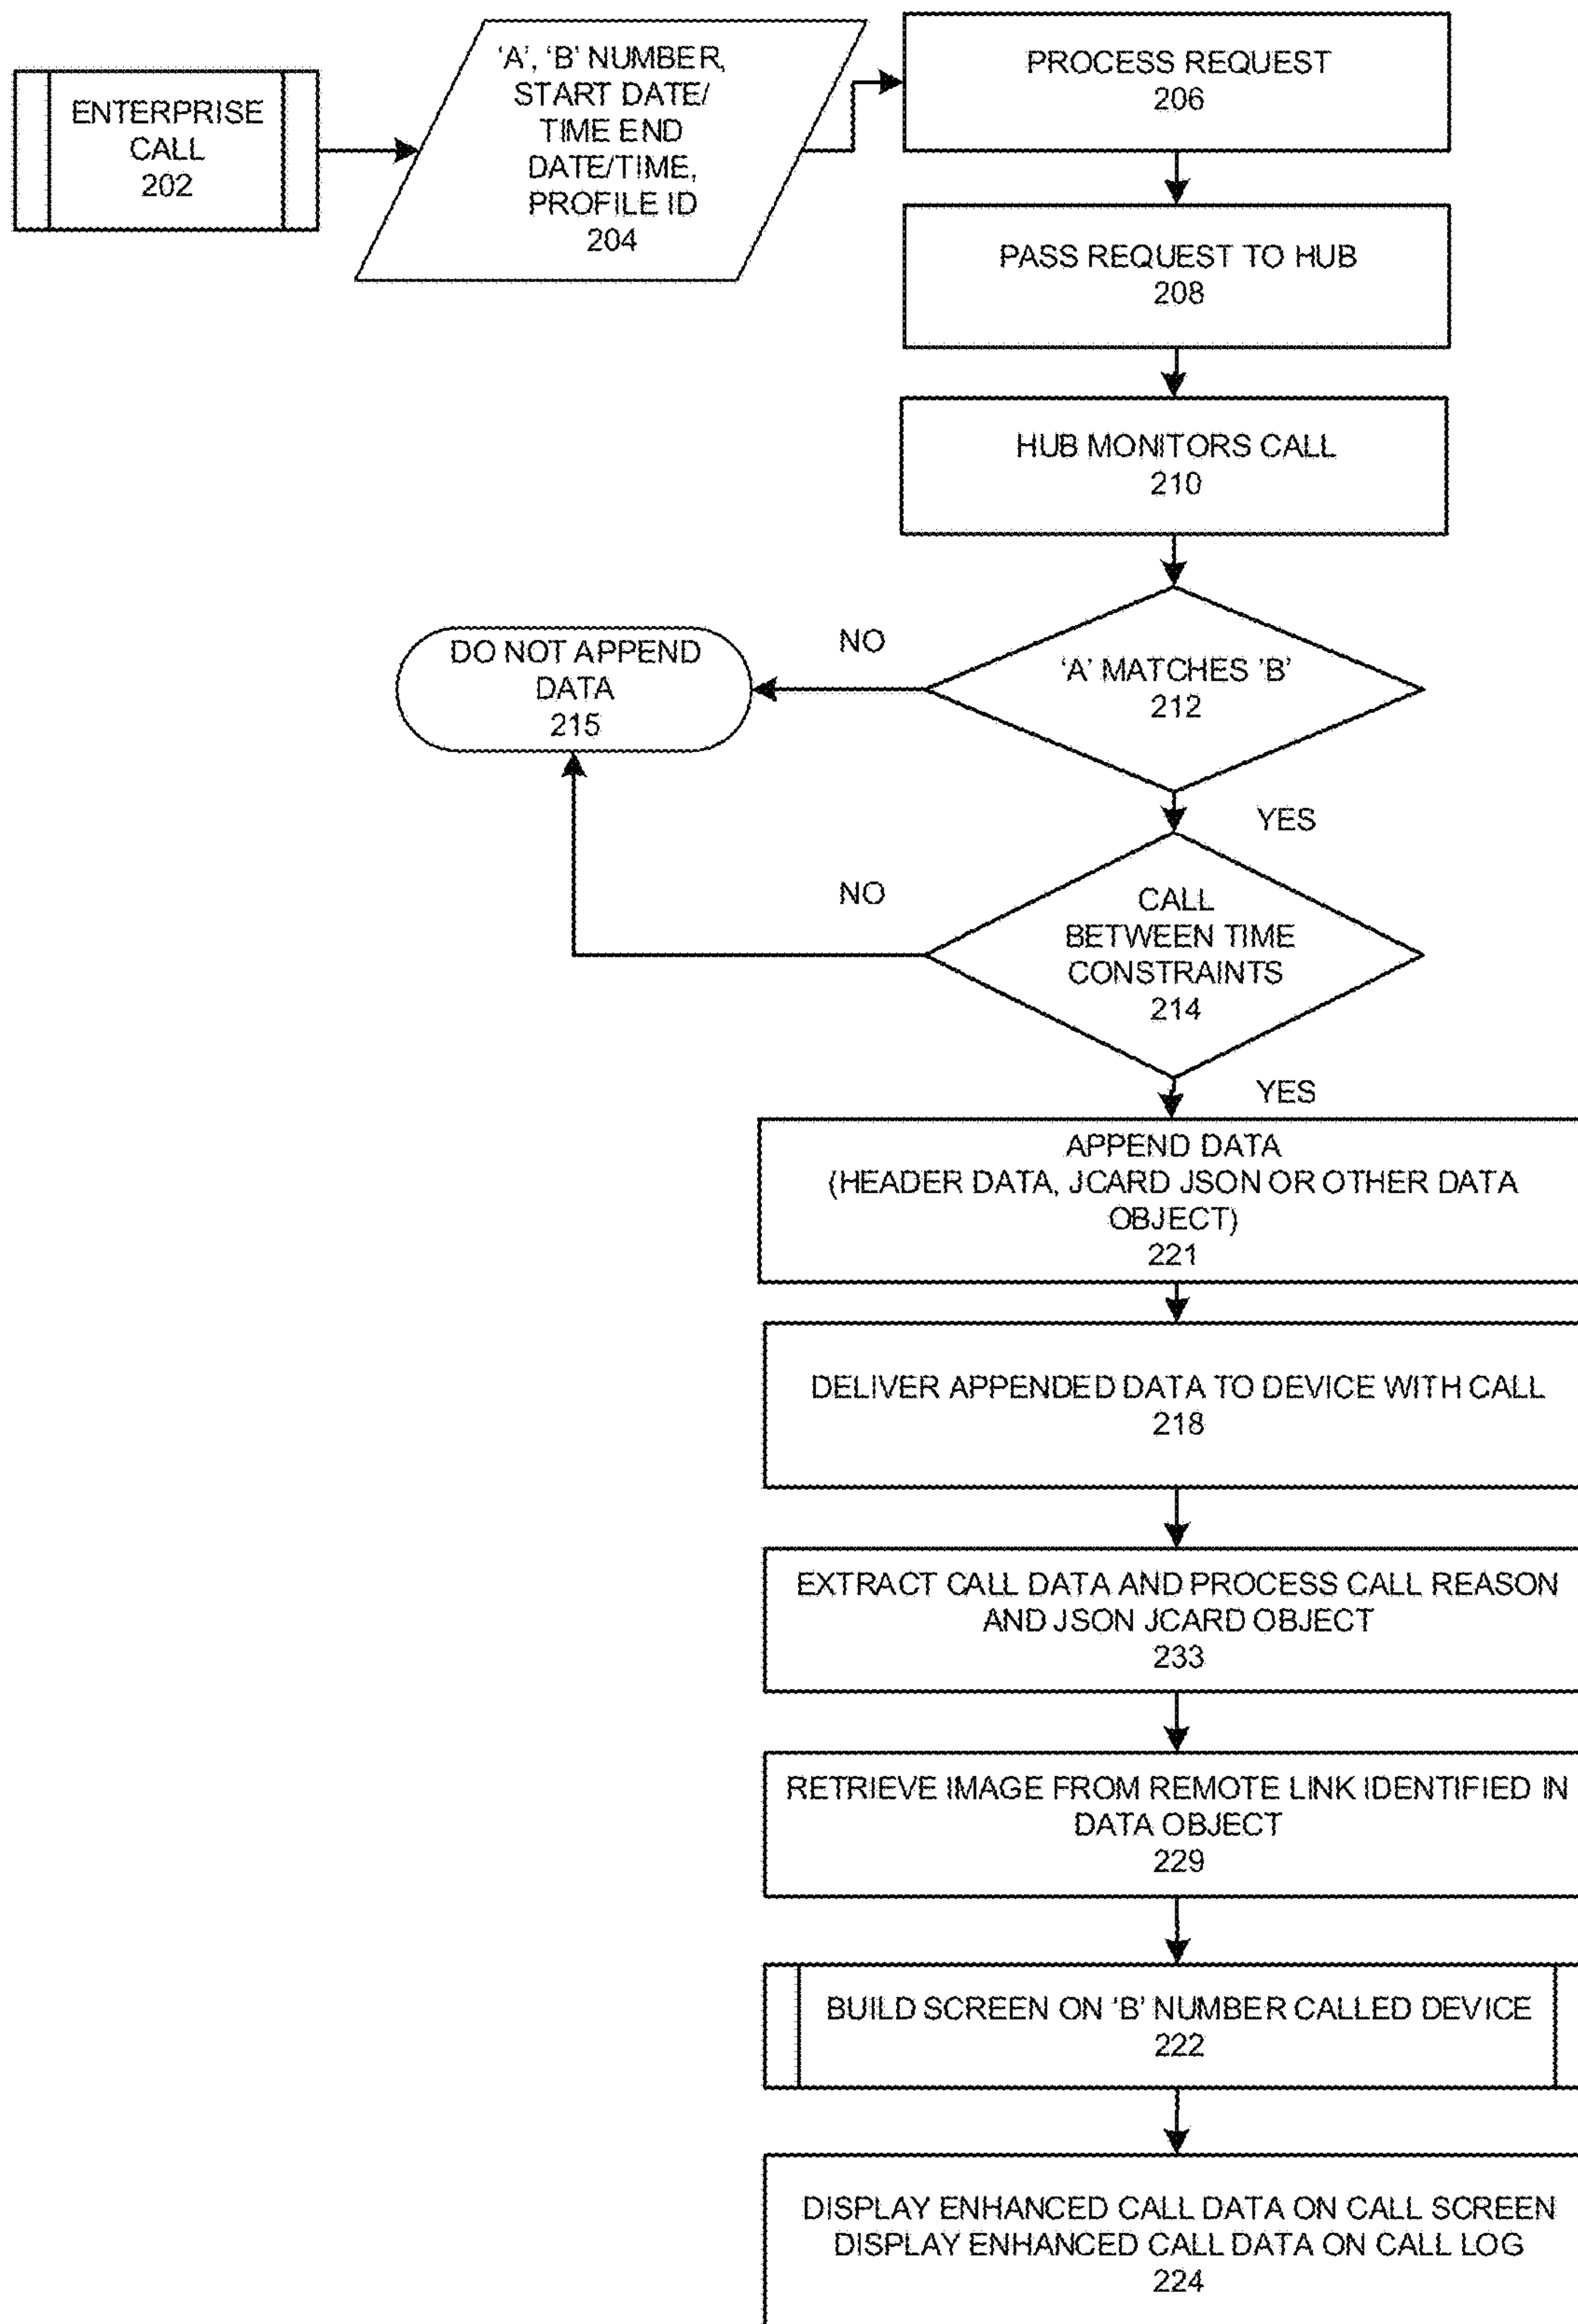 ENTERPRISE
CALL
202
‘A’, ‘B’ NUMBER,
START DATE/
TIME END
DATE/TIME,
PROFILE ID
204
PROCESS REQUEST
206
PASS REQUEST TO HUB
208
HUB MONITORS CALL
210
‘A’ MATCHES ‘B’
212
NO
DO NOT APPEND
DATA
215
YES
CALL
BETWEEN TIME
CONSTRAINTS
214
NO
YES
APPEND DATA
(HEADER DATA, JCARD JSON OR OTHER DATA
OBJECT)
221
DELIVER APPENDED DATA TO DEVICE WITH CALL
218
EXTRACT CALL DATA AND PROCESS CALL REASON
AND JSON JCARD OBJECT
233
RETRIEVE IMAGE FROM REMOTE LINK IDENTIFIED IN
DATA OBJECT
229
BUILD SCREEN ON ‘B’ NUMBER CALLED DEVICE
222
DISPLAY ENHANCED CALL DATA ON CALL SCREEN
DISPLAY ENHANCED CALL DATA ON CALL LOG
224